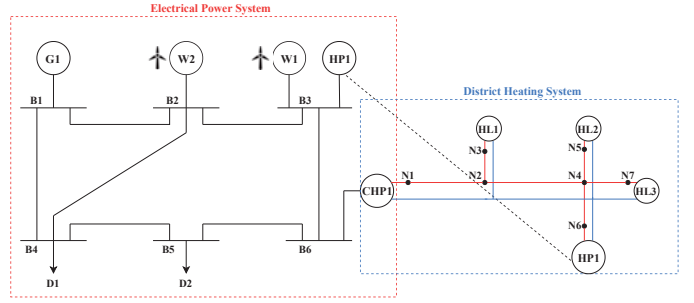 Electrical Power System
G1
W2
W1
HP1
B1
B2
B3
District Heating System
HL1
HL2
N3
N5
CHP1
N1
N2
N4
N7
HL3
N6
HP1
B4
B5
B6
D1
D2